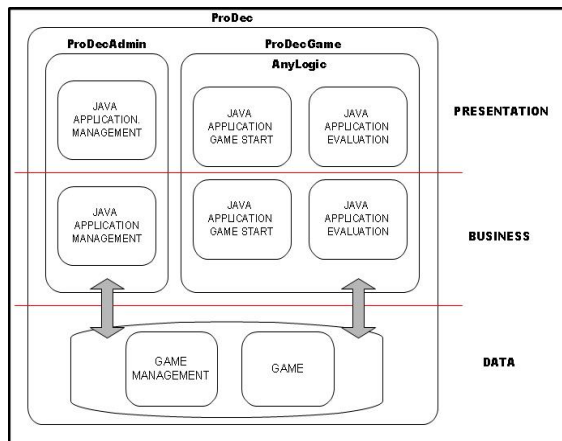 ProDec
ProDecAdmin
ProDecGame
AnyLogic
JAVA
APPLICATION.
MANAGEMENT
JAVA
APPLICATION
GAME START
JAVA
APPLICATION
EVALUATION
PRESENTATION
JAVA
APPLICATION
MANAGEMENT
JAVA
APPLICATION
GAME START
JAVA
APPLICATION
EVALUATION
BUSINESS
GAME
MANAGEMENT
GAME
DATA